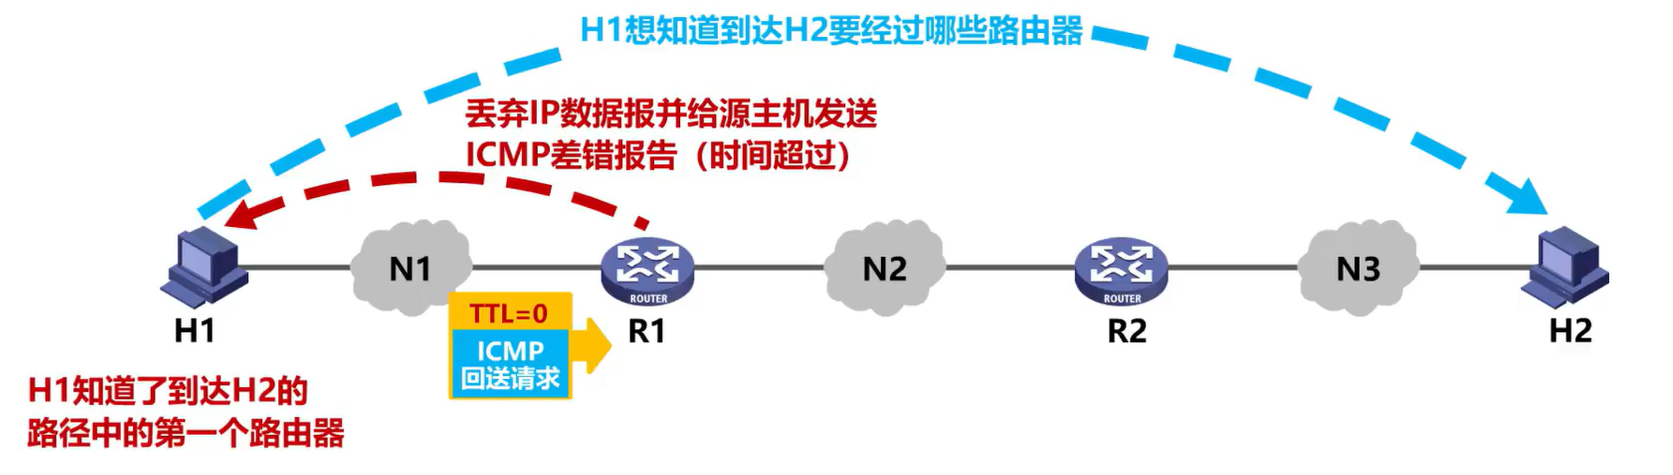 H1想知道到达H2要经过哪些路由器
丢弃IP数据报并给源主机发送
ICMP差错报告（时间超过）
N1
N2
N3
ROUTER
ROUTER
H1
R1
R2
H2
TTL=0
ICMP
回送请求
H1知道了到达H2的
路径中的第一个路由器